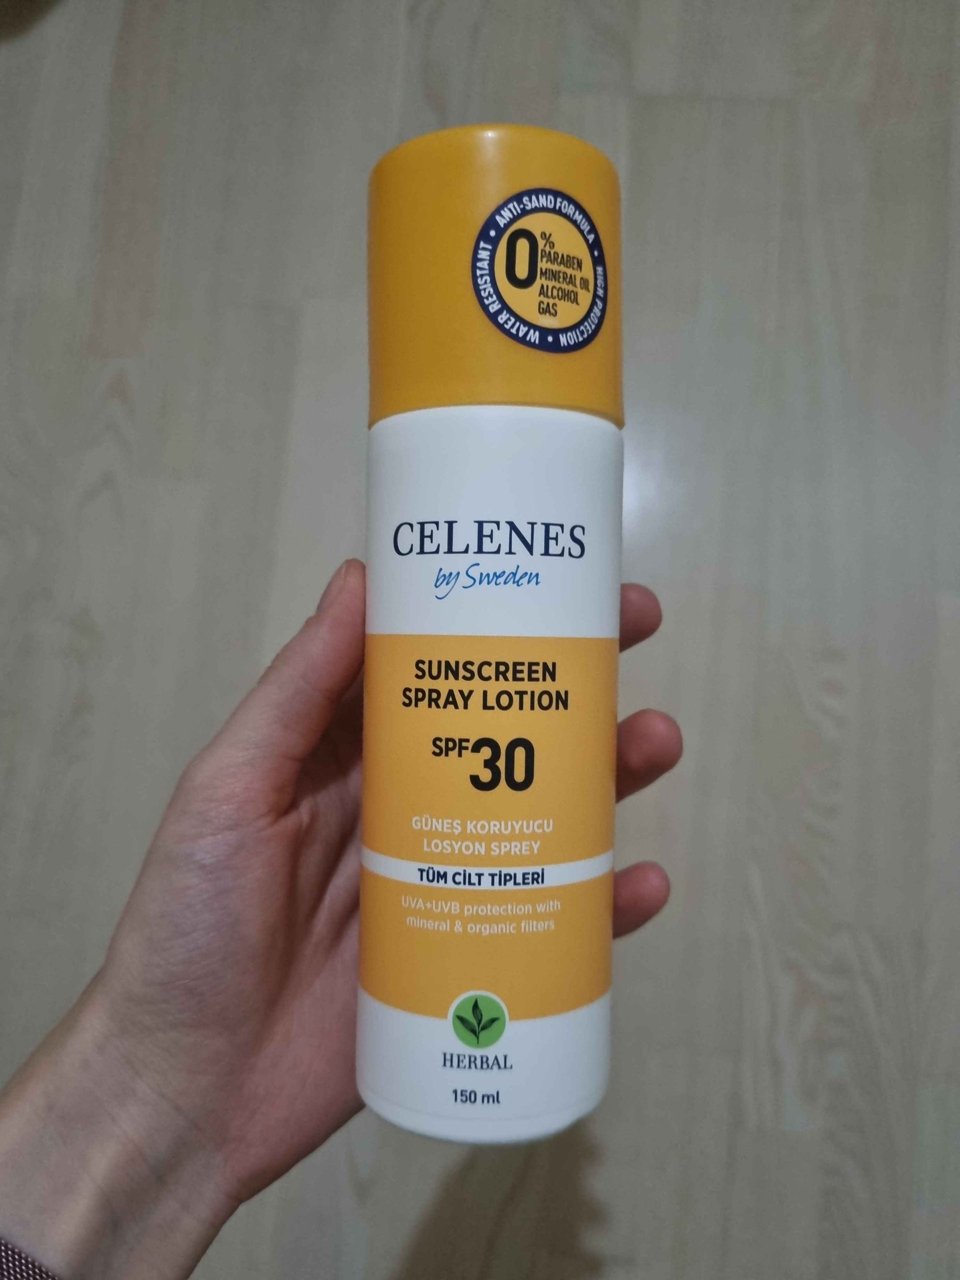 ANTI-SAND FORMULA • HIGH PROTECTION • WATER RESISTANT •
0%
PARABEN
MINERAL OIL
ALCOHOL
GAS
CELENES
by Sweden
SUNSCREEN
SPRAY LOTION
SPF30
GÜNEŞ KORUYUCU
LOSYON SPREY
TÜM CİLT TİPLERİ
UVA+UVB protection with
mineral & organic filters
HERBAL
150 ml